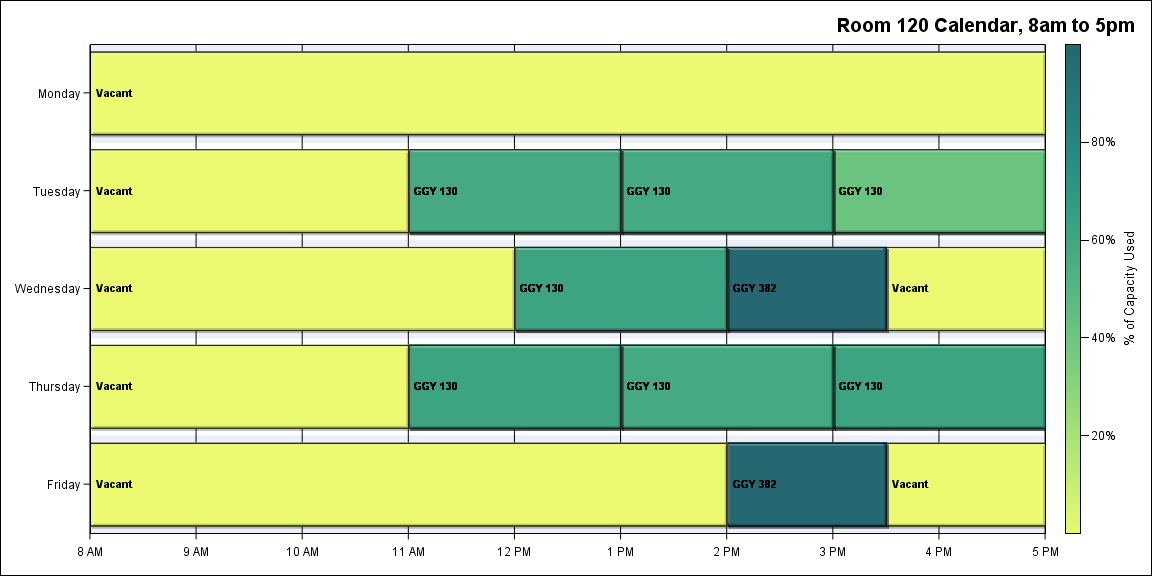 Room 120 Calendar, 8am to 5pm
Monday
Vacant
Tuesday
Vacant
GGY 130
GGY 130
GGY 130
Wednesday
Vacant
GGY 130
GGY 382
Vacant
Thursday
Vacant
GGY 130
GGY 130
GGY 130
Friday
Vacant
GGY 382
Vacant
8 AM
9 AM
10 AM
11 AM
12 PM
1 PM
2 PM
3 PM
4 PM
5 PM
80%
60%
40%
20%
% of Capacity Used